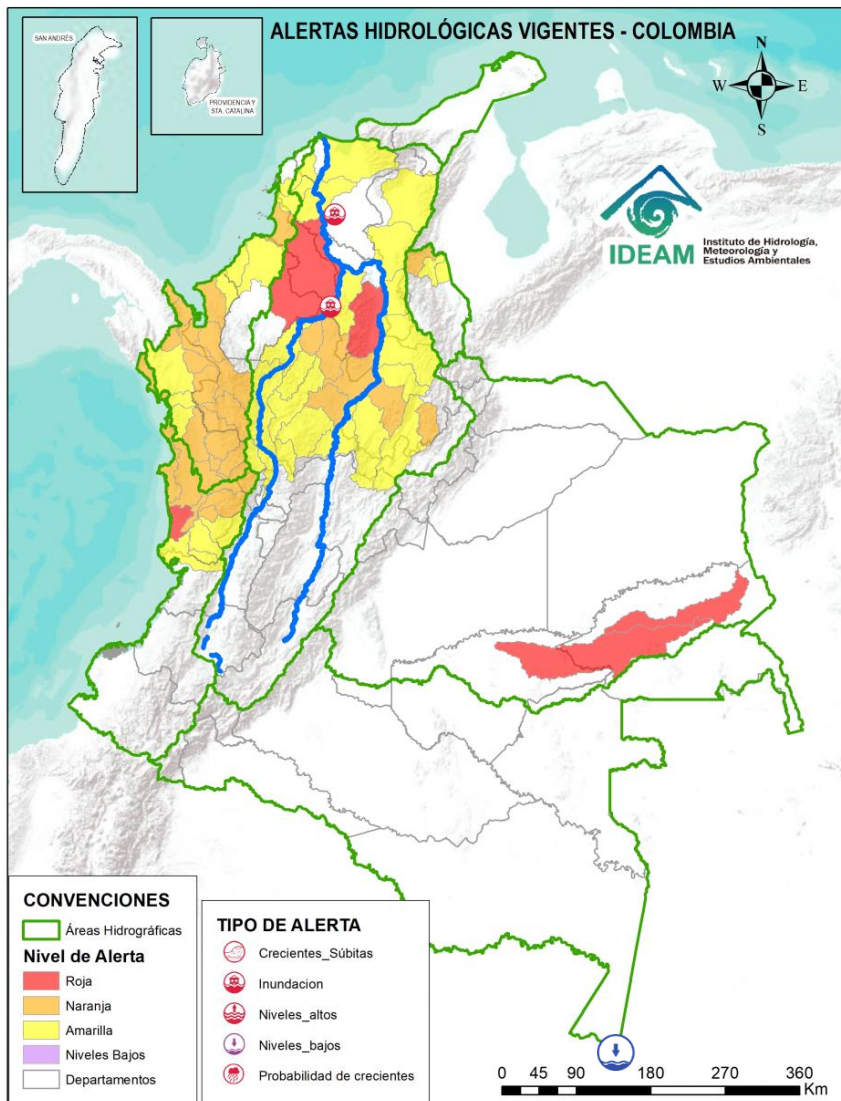 ALERTAS HIDROLÓGICAS VIGENTES - COLOMBIA
SAN ANDRÉS
PROVIDENCIA Y
STA. CATALINA
N
W
E
S
IDEAM
Instituto de Hidrología,
Meteorología y
Estudios Ambientales
CONVENCIONES
Áreas Hidrográficas
Nivel de Alerta
Roja
Naranja
Amarilla
Niveles Bajos
Departamentos
TIPO DE ALERTA
Crecientes_Súbitas
Inundacion
Niveles_altos
Niveles_bajos
Probabilidad de crecientes
0 45 90 180 270 360
Km